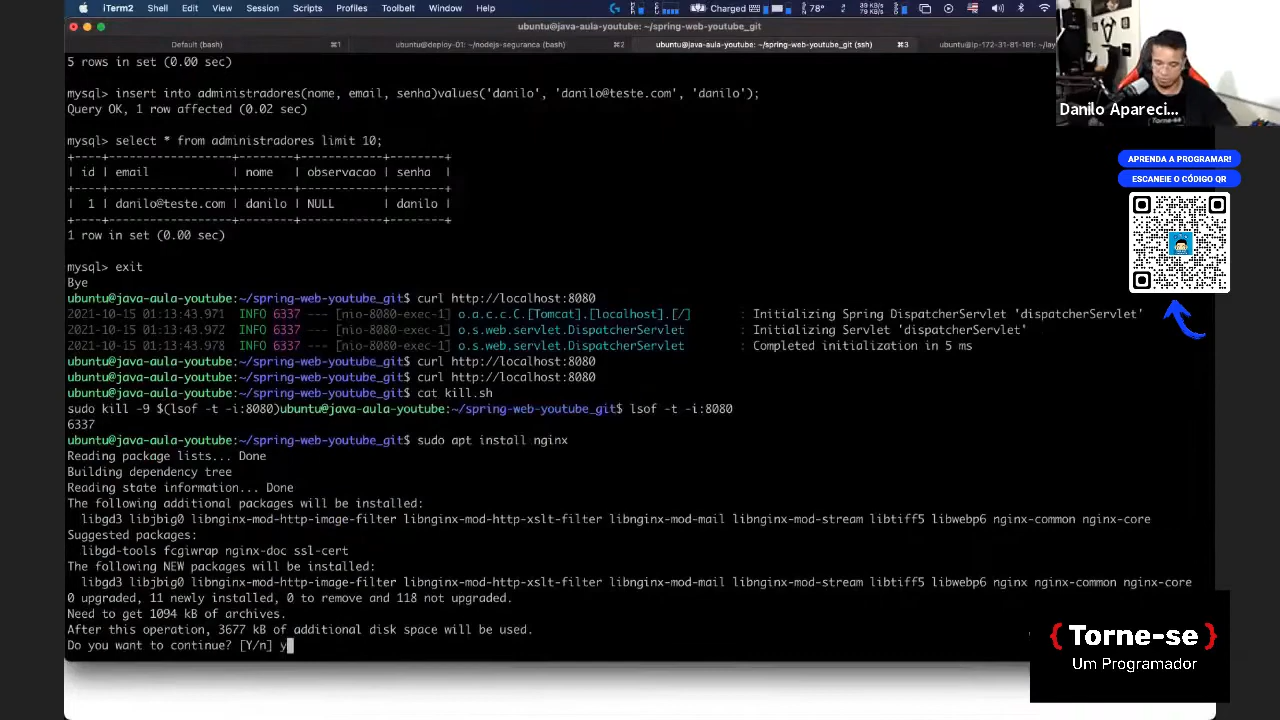 iTerm2 Shell Edit View Session Scripts Profiles Toolbelt Window Help Charged 78°
ubuntu@java-aula-youtube: ~/spring-web-youtube_git
Default (bash) ⌘1 ubuntu@deploy-01: ~/nodejs-seguranca (bash) ⌘2 ubuntu@java-aula-youtube: ~/spring-web-youtube_git (ssh) ⌘3
5 rows in set (0.00 sec)
mysql> insert into administradores(nome, email, senha)values('danilo', 'danilo@teste.com', 'danilo');
Query OK, 1 row affected (0.02 sec)
mysql> select * from administradores limit 10;
+----+------------------+--------+------------+--------+
| id | email | nome | observacao | senha |
+----+------------------+--------+------------+--------+
| 1 | danilo@teste.com | danilo | NULL | danilo |
+----+------------------+--------+------------+--------+
1 row in set (0.00 sec)
mysql> exit
Bye
ubuntu@java-aula-youtube:~/spring-web-youtube_git$ curl http://localhost:8080
2021-10-15 01:13:43.971 INFO 6337 --- [nio-8080-exec-1] o.a.c.c.C.[Tomcat].[localhost].[/] : Initializing Spring DispatcherServlet 'dispatcherServlet'
2021-10-15 01:13:43.972 INFO 6337 --- [nio-8080-exec-1] o.s.web.servlet.DispatcherServlet : Initializing Servlet 'dispatcherServlet'
2021-10-15 01:13:43.978 INFO 6337 --- [nio-8080-exec-1] o.s.web.servlet.DispatcherServlet : Completed initialization in 5 ms
ubuntu@java-aula-youtube:~/spring-web-youtube_git$ curl http://localhost:8080
ubuntu@java-aula-youtube:~/spring-web-youtube_git$ curl http://localhost:8080
ubuntu@java-aula-youtube:~/spring-web-youtube_git$ cat kill.sh
sudo kill -9 $(lsof -t -i:8080)ubuntu@java-aula-youtube:~/spring-web-youtube_git$ lsof -t -i:8080
6337
ubuntu@java-aula-youtube:~/spring-web-youtube_git$ sudo apt install nginx
Reading package lists... Done
Building dependency tree
Reading state information... Done
The following additional packages will be installed:
libgd3 libjbig0 libnginx-mod-http-image-filter libnginx-mod-http-xslt-filter libnginx-mod-mail libnginx-mod-stream libtiff5 libwebp6 nginx-common nginx-core
Suggested packages:
libgd-tools fcgiwrap nginx-doc ssl-cert
The following NEW packages will be installed:
libgd3 libjbig0 libnginx-mod-http-image-filter libnginx-mod-http-xslt-filter libnginx-mod-mail libnginx-mod-stream libtiff5 libwebp6 nginx nginx-common nginx-core
0 upgraded, 11 newly installed, 0 to remove and 118 not upgraded.
Need to get 1094 kB of archives.
After this operation, 3677 kB of additional disk space will be used.
Do you want to continue? [Y/n] y
Danilo Apareci...
APRENDA A PROGRAMAR!
ESCANEIE O CÓDIGO QR
{ Torne-se }
Um Programador